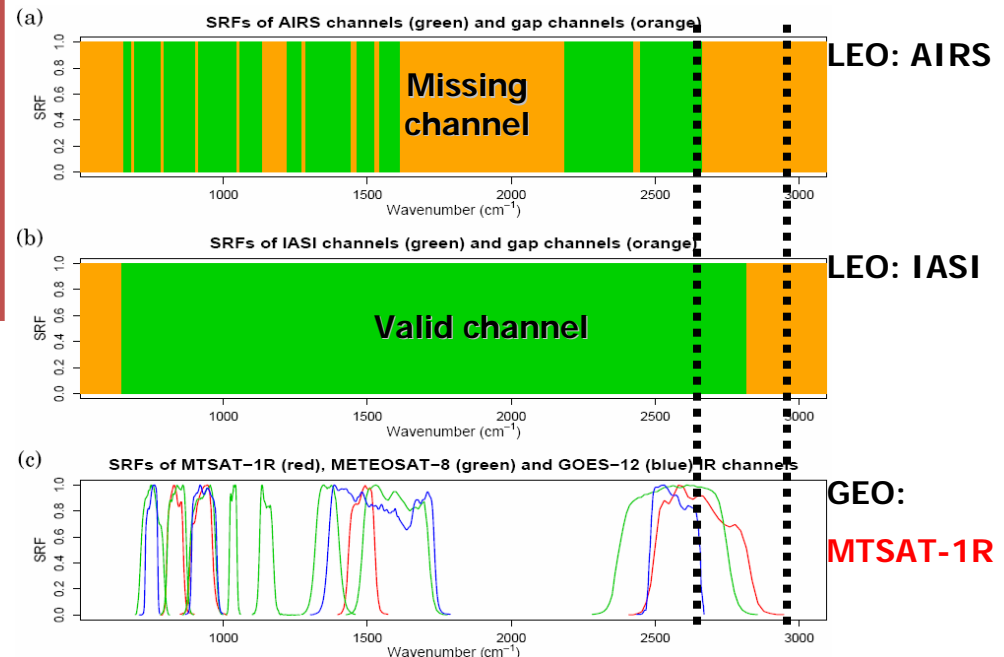 (a)
SRFs of AIRS channels (green) and gap channels (orange)
LEO: AIRS
Missing
channel
SRF
0.0 0.2 0.4 0.6 0.8 1.0
1000 1500 2000 2500 3000
Wavenumber (cm⁻¹)
(b)
SRFs of IASI channels (green) and gap channels (orange)
LEO: IASI
Valid channel
SRF
0.0 0.2 0.4 0.6 0.8 1.0
1000 1500 2000 2500 3000
Wavenumber (cm⁻¹)
(c)
SRFs of MTSAT−1R (red), METEOSAT−8 (green) and GOES−12 (blue) IR channels
GEO:
MTSAT-1R
SRF
0.0 0.2 0.4 0.6 0.8 1.0
1000 1500 2000 2500 3000
Wavenumber (cm⁻¹)